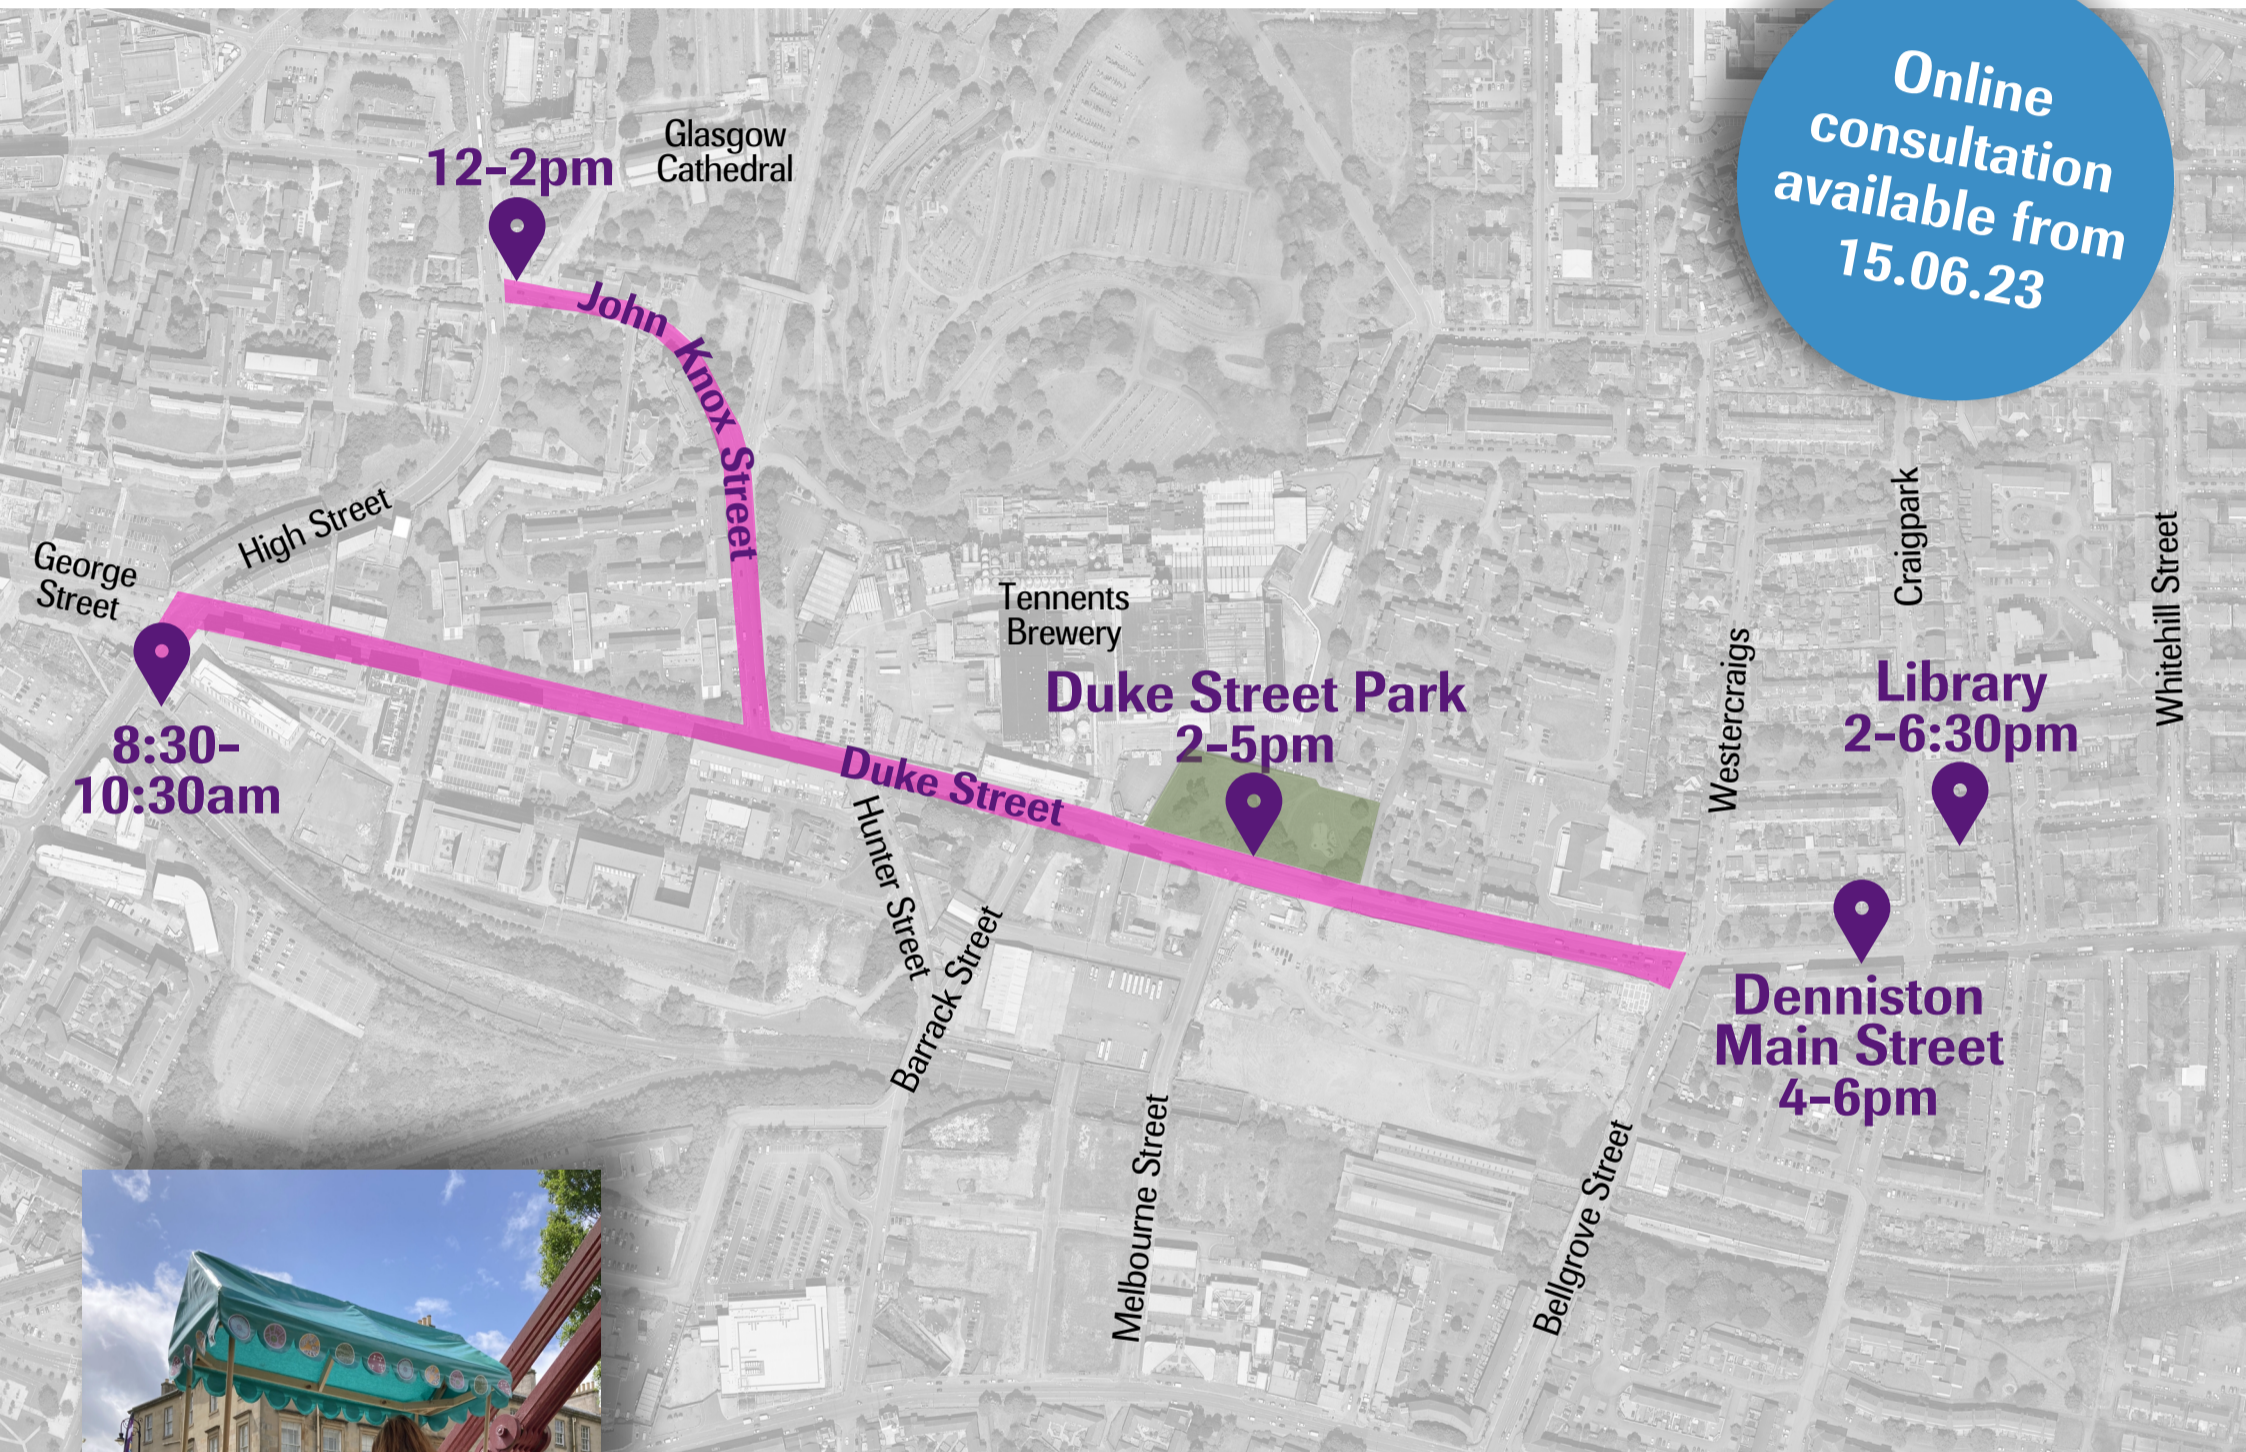 Online
consultation
available from
15.06.23
12-2pm
Glasgow
Cathedral
John Knox Street
High Street
George
Street
8:30-
10:30am
Tennents
Brewery
Duke Street Park
2-5pm
Duke Street
Hunter Street
Barrack Street
Melbourne Street
Bellgrove Street
Westercraigs
Craigpark
Whitehill Street
Library
2-6:30pm
Denniston
Main Street
4-6pm